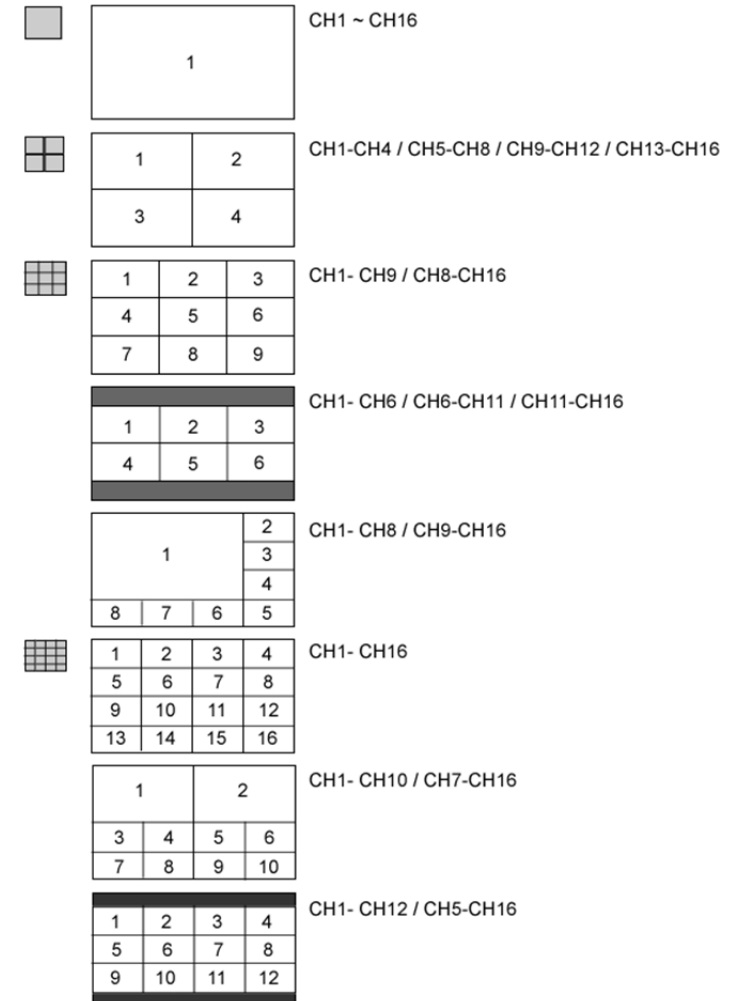 CH1 ~ CH16
1
CH1-CH4 / CH5-CH8 / CH9-CH12 / CH13-CH16
1 2
3 4
CH1- CH9 / CH8-CH16
1 2 3
4 5 6
7 8 9
CH1- CH6 / CH6-CH11 / CH11-CH16
1 2 3
4 5 6
CH1- CH8 / CH9-CH16
2
1 3
4
8 7 6 5
CH1- CH16
1 2 3 4
5 6 7 8
9 10 11 12
13 14 15 16
CH1- CH10 / CH7-CH16
1 2
3 4 5 6
7 8 9 10
CH1- CH12 / CH5-CH16
1 2 3 4
5 6 7 8
9 10 11 12